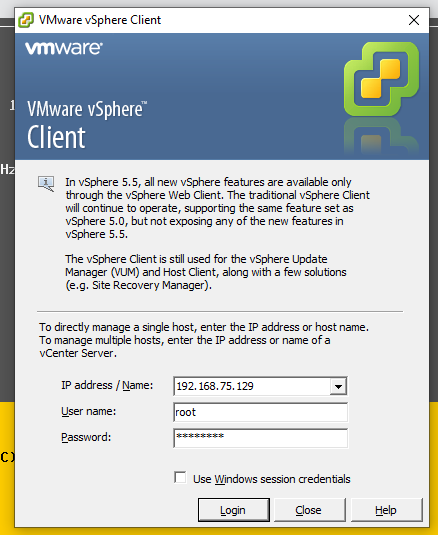 VMware vSphere Client
vmware®
1
VMware vSphere™
Client
Hz
In vSphere 5.5, all new vSphere features are available only
through the vSphere Web Client. The traditional vSphere Client
will continue to operate, supporting the same feature set as
vSphere 5.0, but not exposing any of the new features in
vSphere 5.5.
The vSphere Client is still used for the vSphere Update
Manager (VUM) and Host Client, along with a few solutions
(e.g. Site Recovery Manager).
To directly manage a single host, enter the IP address or host name.
To manage multiple hosts, enter the IP address or name of a
vCenter Server.
IP address / Name: 192.168.75.129
User name: root
Password: ********
C)
Use Windows session credentials
Login Close Help